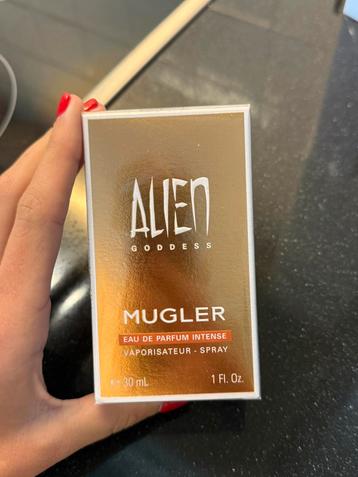 ALIEN
GODDESS
MUGLER
EAU DE PARFUM INTENSE
VAPORISATEUR - SPRAY
℮ 30 mL 1 Fl. Oz.